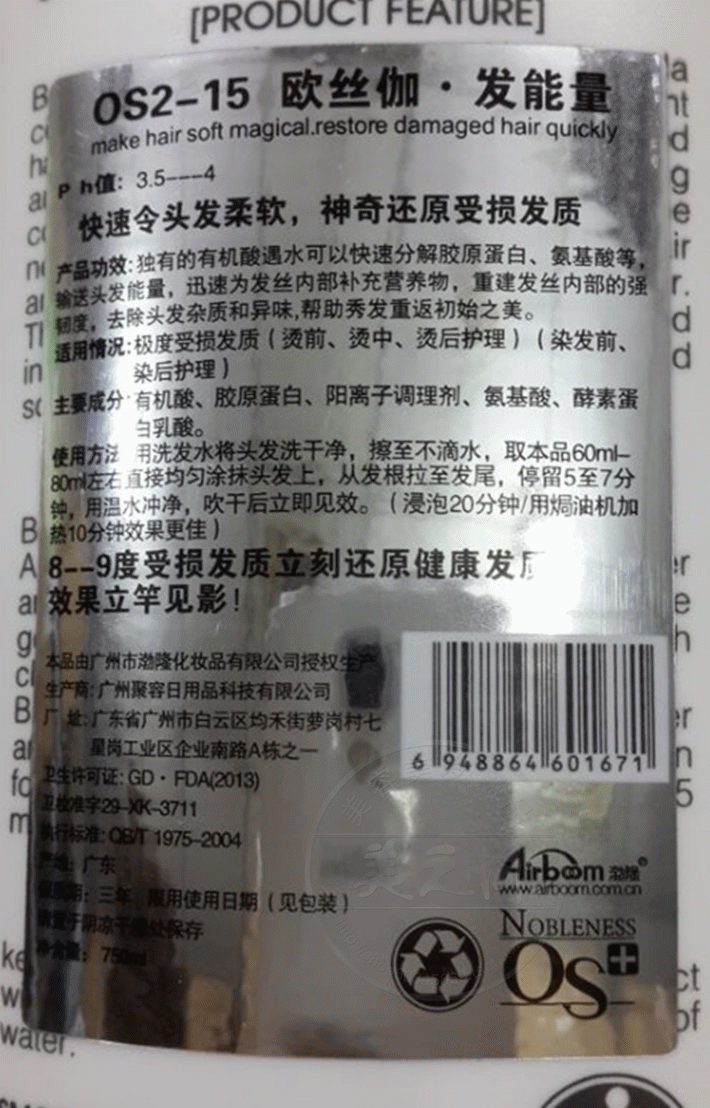 [PRODUCT FEATURE]
OS2-15 欧丝伽·发能量
make hair soft magical.restore damaged hair quickly
P h值: 3.5---4
快速令头发柔软，神奇还原受损发质
产品功效:独有的有机酸遇水可以快速分解胶原蛋白、氨基酸等，
输送头发能量，迅速为发丝内部补充营养物，重建发丝内部的强
韧度，去除头发杂质和异味,帮助秀发重返初始之美。
适用情况:极度受损发质(烫前、烫中、烫后护理)(染发前、
染后护理)
主要成分:有机酸、胶原蛋白、阳离子调理剂、氨基酸、酵素蛋
白乳酸。
使用方法 用洗发水将头发洗干净，擦至不滴水，取本品60ml-
80ml左右直接均匀涂抹头发上，从发根拉至发尾，停留5至7分
钟，用温水冲净，吹干后立即见效。(浸泡20分钟/用焗油机加
热10分钟效果更佳)
8--9度受损发质立刻还原健康发
效果立竿见影!
本品由广州市渤隆化妆品有限公司授权生产
生产商:广州聚容日用品科技有限公司
厂 址:广东省广州市白云区均禾街萝岗村七
星岗工业区企业南路A栋之一
卫生许可证: GD·FDA(2013)
卫妆准字29-XK-3711
执行标准: QB/T 1975-2004
产地: 广东
保质期: 三年 限用使用日期(见包装)
请置于阴凉干燥处保存
净含量: 750ml
6 948864 601671
Airboom 渤隆®
www.airboom.com.cn
NOBLENESS
OS+
water.